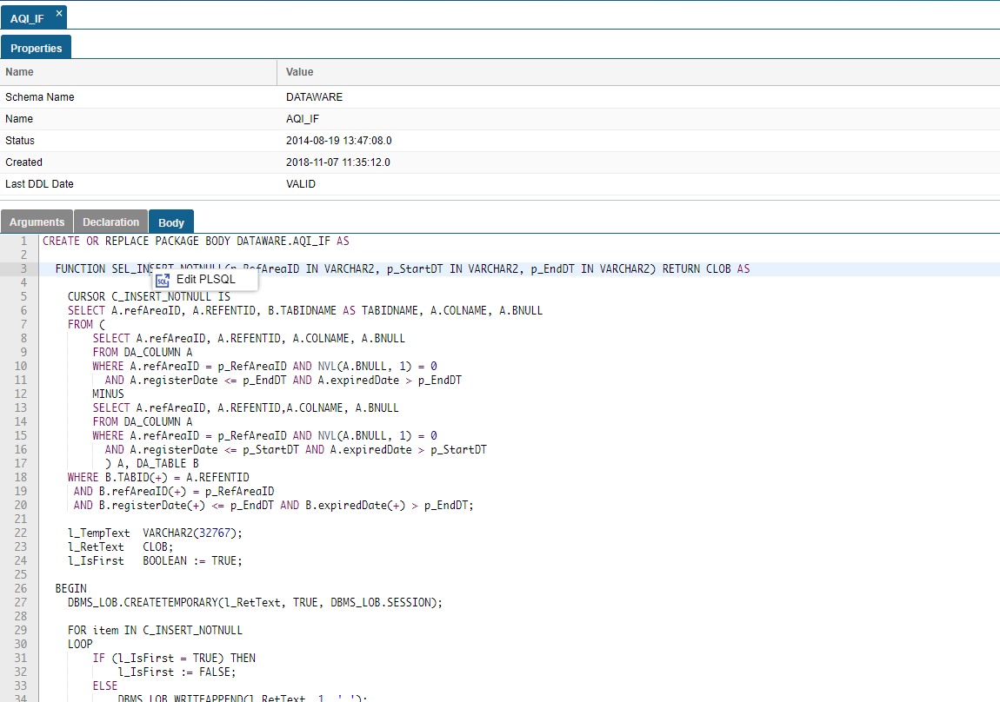 AQI_IF ×
Properties
Name Value
Schema Name DATAWARE
Name AQI_IF
Status 2014-08-19 13:47:08.0
Created 2018-11-07 11:35:12.0
Last DDL Date VALID
Arguments Declaration Body
1 CREATE OR REPLACE PACKAGE BODY DATAWARE.AQI_IF AS
2
3 FUNCTION SEL_INSERT_NOTNULL(p_RefAreaID IN VARCHAR2, p_StartDT IN VARCHAR2, p_EndDT IN VARCHAR2) RETURN CLOB AS
SQL Edit PLSQL
4
5 CURSOR C_INSERT_NOTNULL IS
6 SELECT A.refAreaID, A.REFENTID, B.TABIDNAME AS TABIDNAME, A.COLNAME, A.BNULL
7 FROM (
8 SELECT A.refAreaID, A.REFENTID, A.COLNAME, A.BNULL
9 FROM DA_COLUMN A
10 WHERE A.refAreaID = p_RefAreaID AND NVL(A.BNULL, 1) = 0
11 AND A.registerDate <= p_EndDT AND A.expiredDate > p_EndDT
12 MINUS
13 SELECT A.refAreaID, A.REFENTID,A.COLNAME, A.BNULL
14 FROM DA_COLUMN A
15 WHERE A.refAreaID = p_RefAreaID AND NVL(A.BNULL, 1) = 0
16 AND A.registerDate <= p_StartDT AND A.expiredDate > p_StartDT
17 ) A, DA_TABLE B
18 WHERE B.TABID(+) = A.REFENTID
19 AND B.refAreaID(+) = p_RefAreaID
20 AND B.registerDate(+) <= p_EndDT AND B.expiredDate(+) > p_EndDT;
21
22 l_TempText VARCHAR2(32767);
23 l_RetText CLOB;
24 l_IsFirst BOOLEAN := TRUE;
25
26 BEGIN
27 DBMS_LOB.CREATETEMPORARY(l_RetText, TRUE, DBMS_LOB.SESSION);
28
29 FOR item IN C_INSERT_NOTNULL
30 LOOP
31 IF (l_IsFirst = TRUE) THEN
32 l_IsFirst := FALSE;
33 ELSE
34 DBMS_LOB.WRITEAPPEND(l_RetText, 1, ' ');